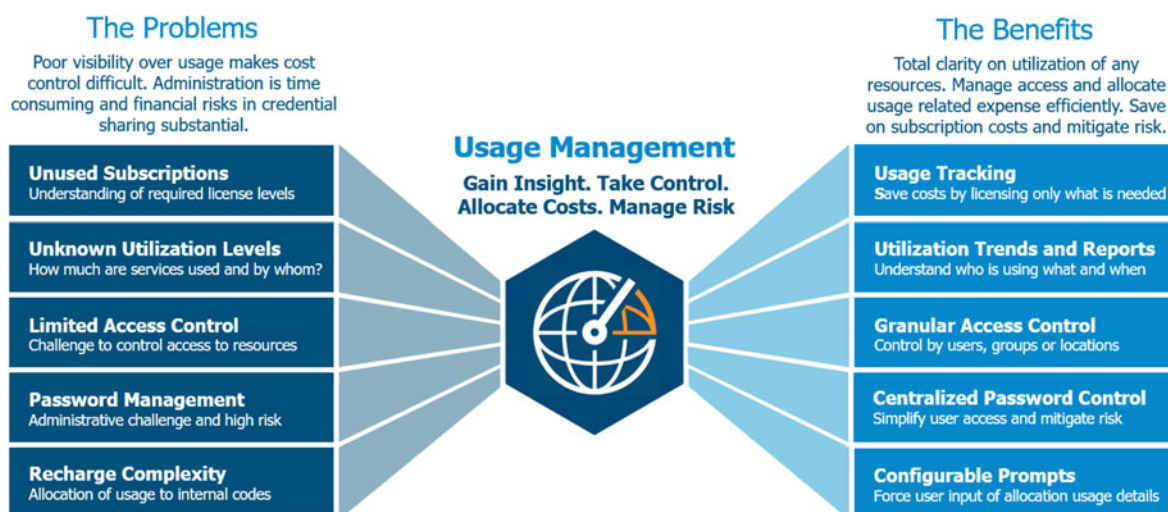 The Problems
Poor visibility over usage makes cost
control difficult. Administration is time
consuming and financial risks in credential
sharing substantial.
Unused Subscriptions
Understanding of required license levels
Unknown Utilization Levels
How much are services used and by whom?
Limited Access Control
Challenge to control access to resources
Password Management
Administrative challenge and high risk
Recharge Complexity
Allocation of usage to internal codes
Usage Management
Gain Insight. Take Control.
Allocate Costs. Manage Risk
The Benefits
Total clarity on utilization of any
resources. Manage access and allocate
usage related expense efficiently. Save
on subscription costs and mitigate risk.
Usage Tracking
Save costs by licensing only what is needed
Utilization Trends and Reports
Understand who is using what and when
Granular Access Control
Control by users, groups or locations
Centralized Password Control
Simplify user access and mitigate risk
Configurable Prompts
Force user input of allocation usage details